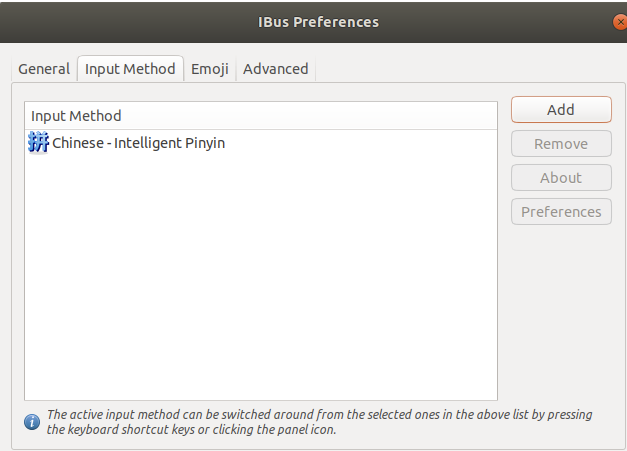 IBus Preferences
General Input Method Emoji Advanced
Input Method
拼 Chinese - Intelligent Pinyin
Add
Remove
About
Preferences
The active input method can be switched around from the selected ones in the above list by pressing
the keyboard shortcut keys or clicking the panel icon.